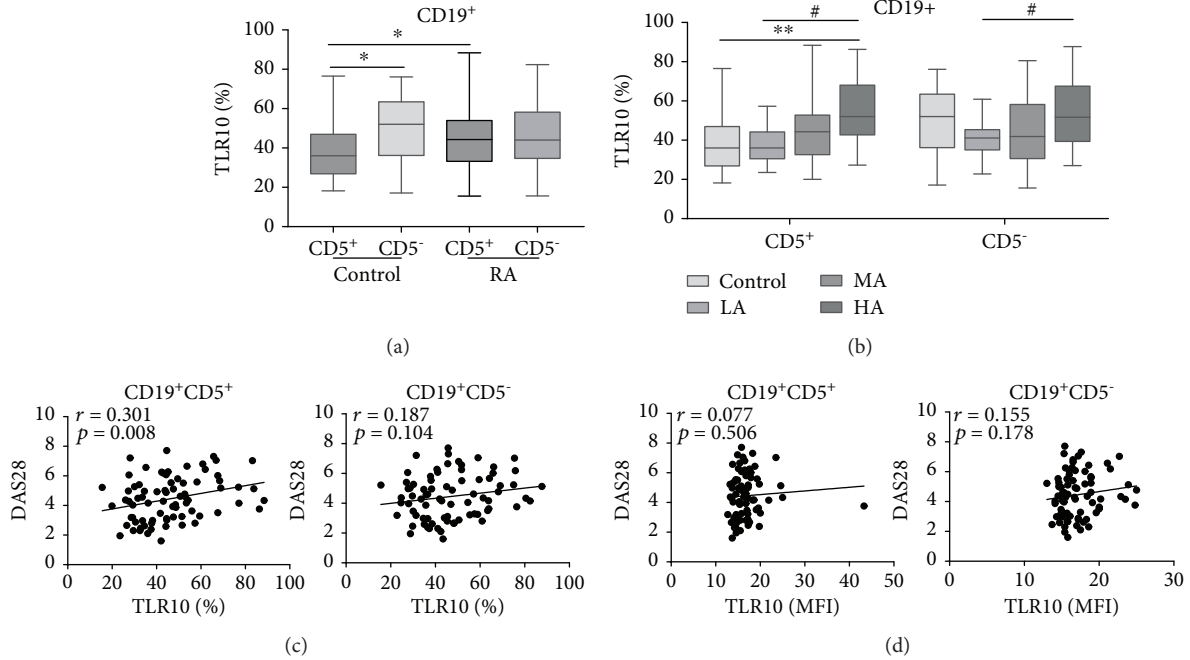 CD19⁺
TLR10 (%)
100
80
60
40
20
0
*
*
CD5⁺ CD5⁻ CD5⁺ CD5⁻
Control RA
(a)
CD19+
TLR10 (%)
100
80
60
40
20
0
#
**
#
CD5⁺ CD5⁻
Control MA
LA HA
(b)
CD19⁺CD5⁺
r = 0.301
p = 0.008
DAS28
10
8
6
4
2
0
0 20 40 60 80 100
TLR10 (%)
CD19⁺CD5⁻
r = 0.187
p = 0.104
DAS28
10
8
6
4
2
0
0 20 40 60 80 100
TLR10 (%)
(c)
CD19⁺CD5⁺
r = 0.077
p = 0.506
DAS28
10
8
6
4
2
0
0 10 20 30 40 50
TLR10 (MFI)
CD19⁺CD5⁻
r = 0.155
p = 0.178
DAS28
10
8
6
4
2
0
0 10 20 30
TLR10 (MFI)
(d)